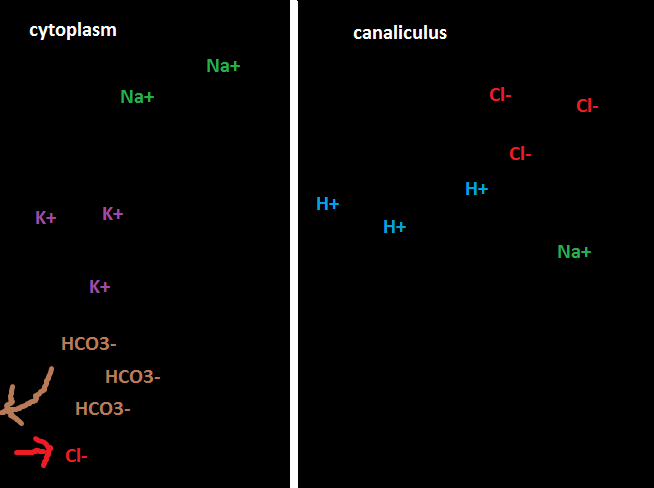 cytoplasm
Na+
Na+
K+
K+
K+
HCO3-
HCO3-
HCO3-
Cl-
canaliculus
Cl-
Cl-
Cl-
H+
H+
H+
Na+